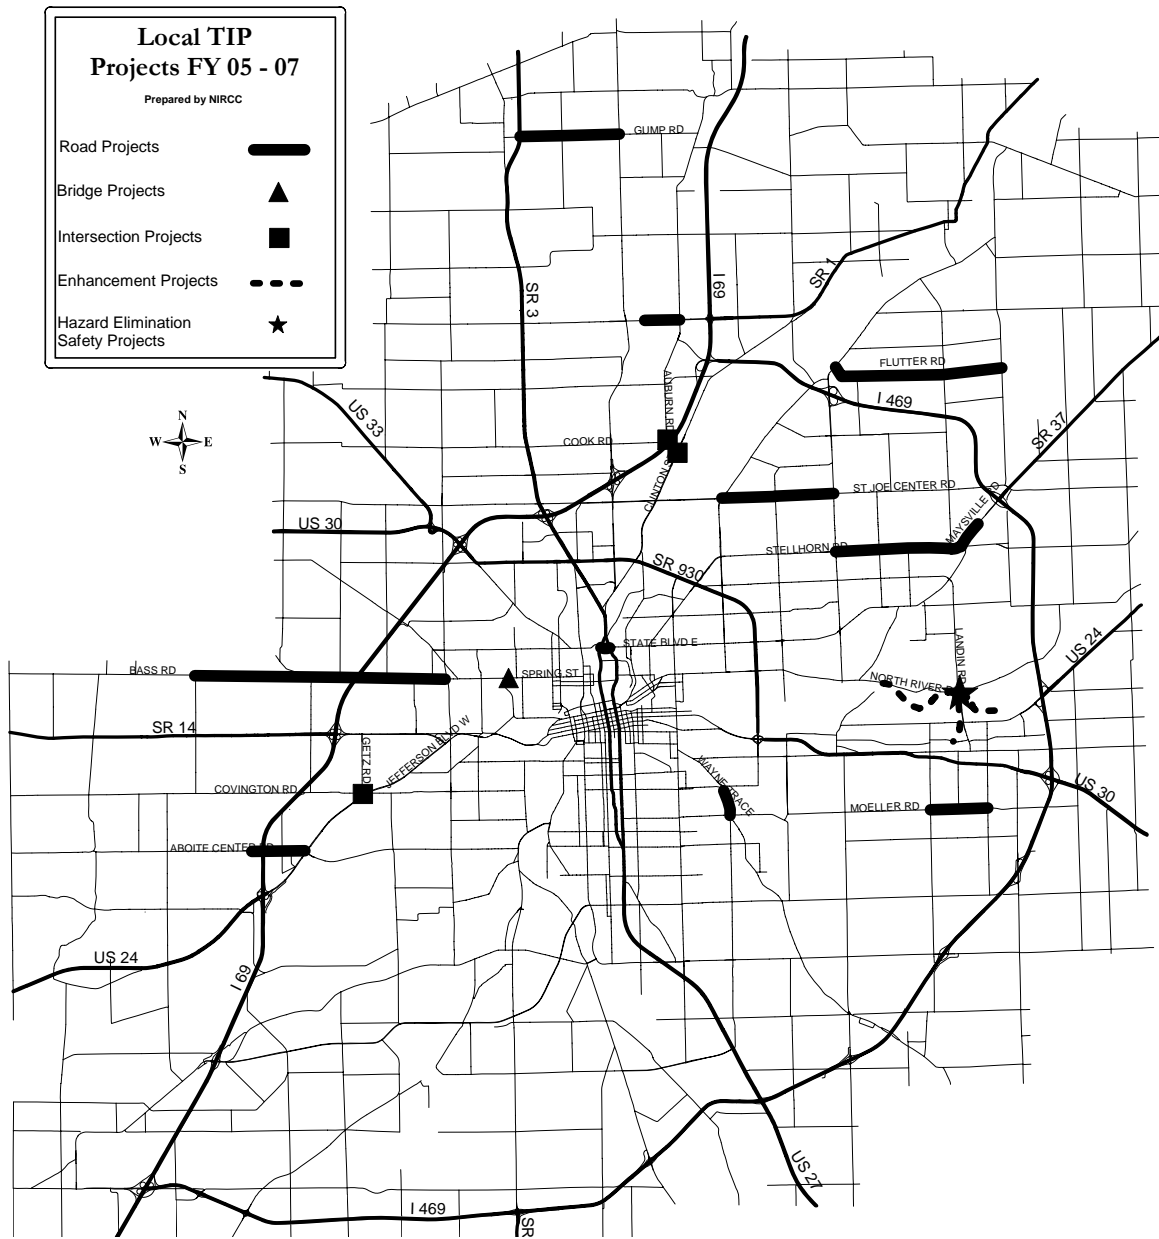 Local TIP
Projects FY 05 - 07
Prepared by NIRCC
Road Projects
Bridge Projects
Intersection Projects
Enhancement Projects
Hazard Elimination
Safety Projects
N
W E
S
GUMP RD
SR 3
I 69
SR 1
FLUTTER RD
I 469
AUBURN RD
US 33
COOK RD
SR 37
CLINTON S
ST JOE CENTER RD
MAYSVILLE RD
US 30
STELLHORN RD
SR 930
STATE BLVD E
LANDIN RD
US 24
BASS RD
SPRING ST
NORTH RIVER
SR 14
GETZ RD
JEFFERSON BLVD W
WAYNE TRACE
COVINGTON RD
US 30
MOELLER RD
ABOITE CENTER RD
US 24
I 69
US 27
I 469
SR